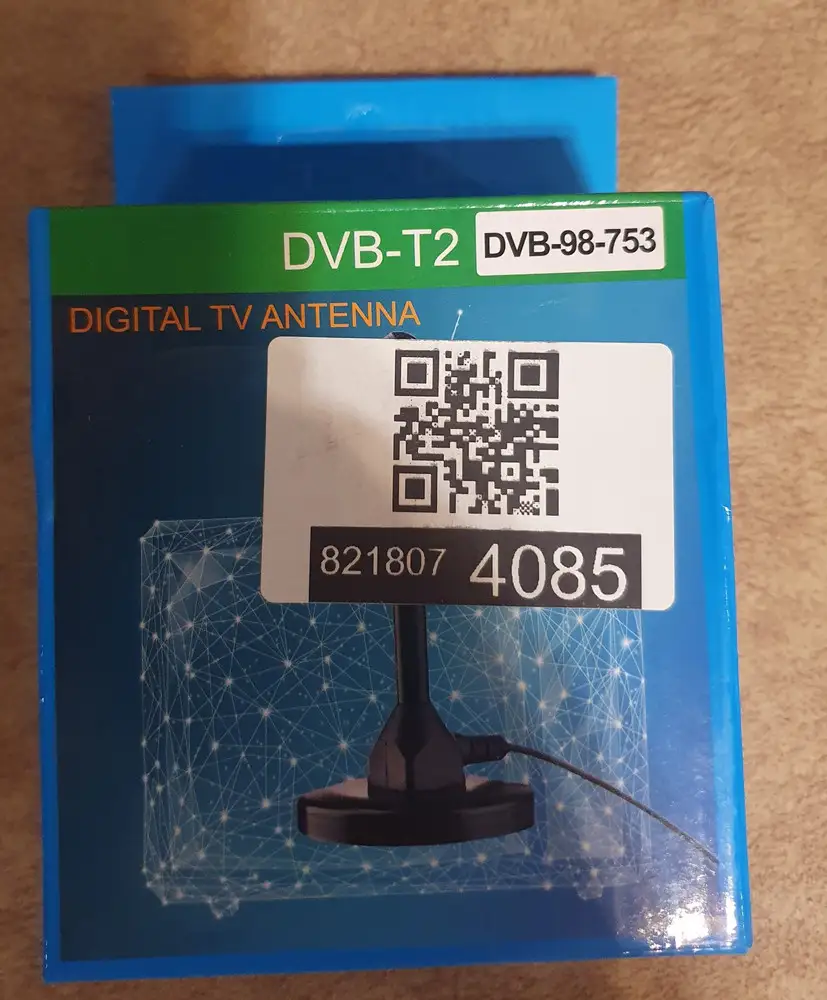 DVB-T2 DVB-98-753
DIGITAL TV ANTENNA
821807 4085